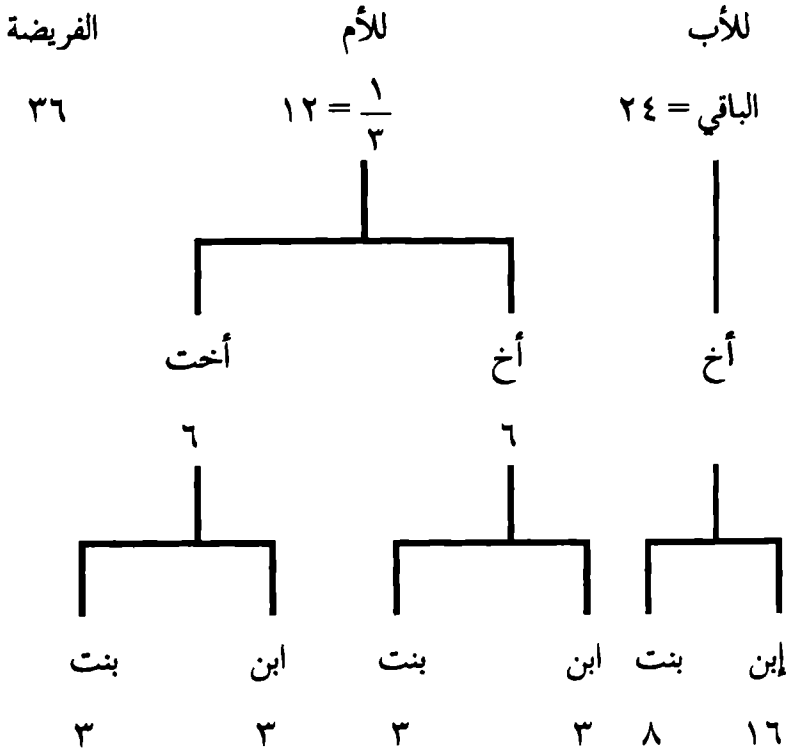 للأب للأم الفريضة
الباقي = ٢٤ ١/٣ = ١٢ ٣٦
أخ أخ أخت
٦ ٦
إبن بنت ابن بنت ابن بنت
١٦ ٨ ٣ ٣ ٣ ٣